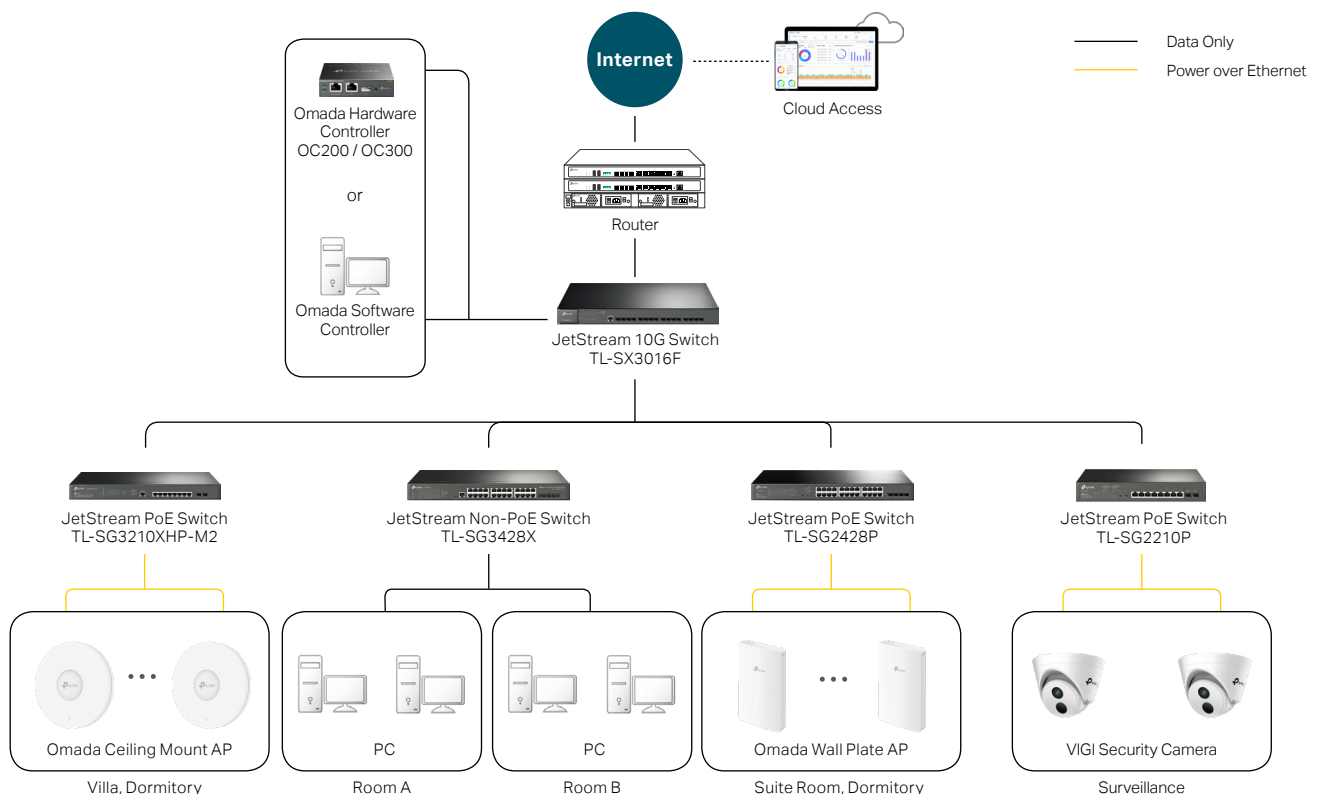 Internet
Cloud Access
Data Only
Power over Ethernet
Omada Hardware
Controller
OC200 / OC300
or
Omada Software
Controller
Router
JetStream 10G Switch
TL-SX3016F
JetStream PoE Switch
TL-SG3210XHP-M2
JetStream Non-PoE Switch
TL-SG3428X
JetStream PoE Switch
TL-SG2428P
JetStream PoE Switch
TL-SG2210P
Omada Ceiling Mount AP
PC
PC
Omada Wall Plate AP
VIGI Security Camera
Villa, Dormitory
Room A
Room B
Suite Room, Dormitory
Surveillance